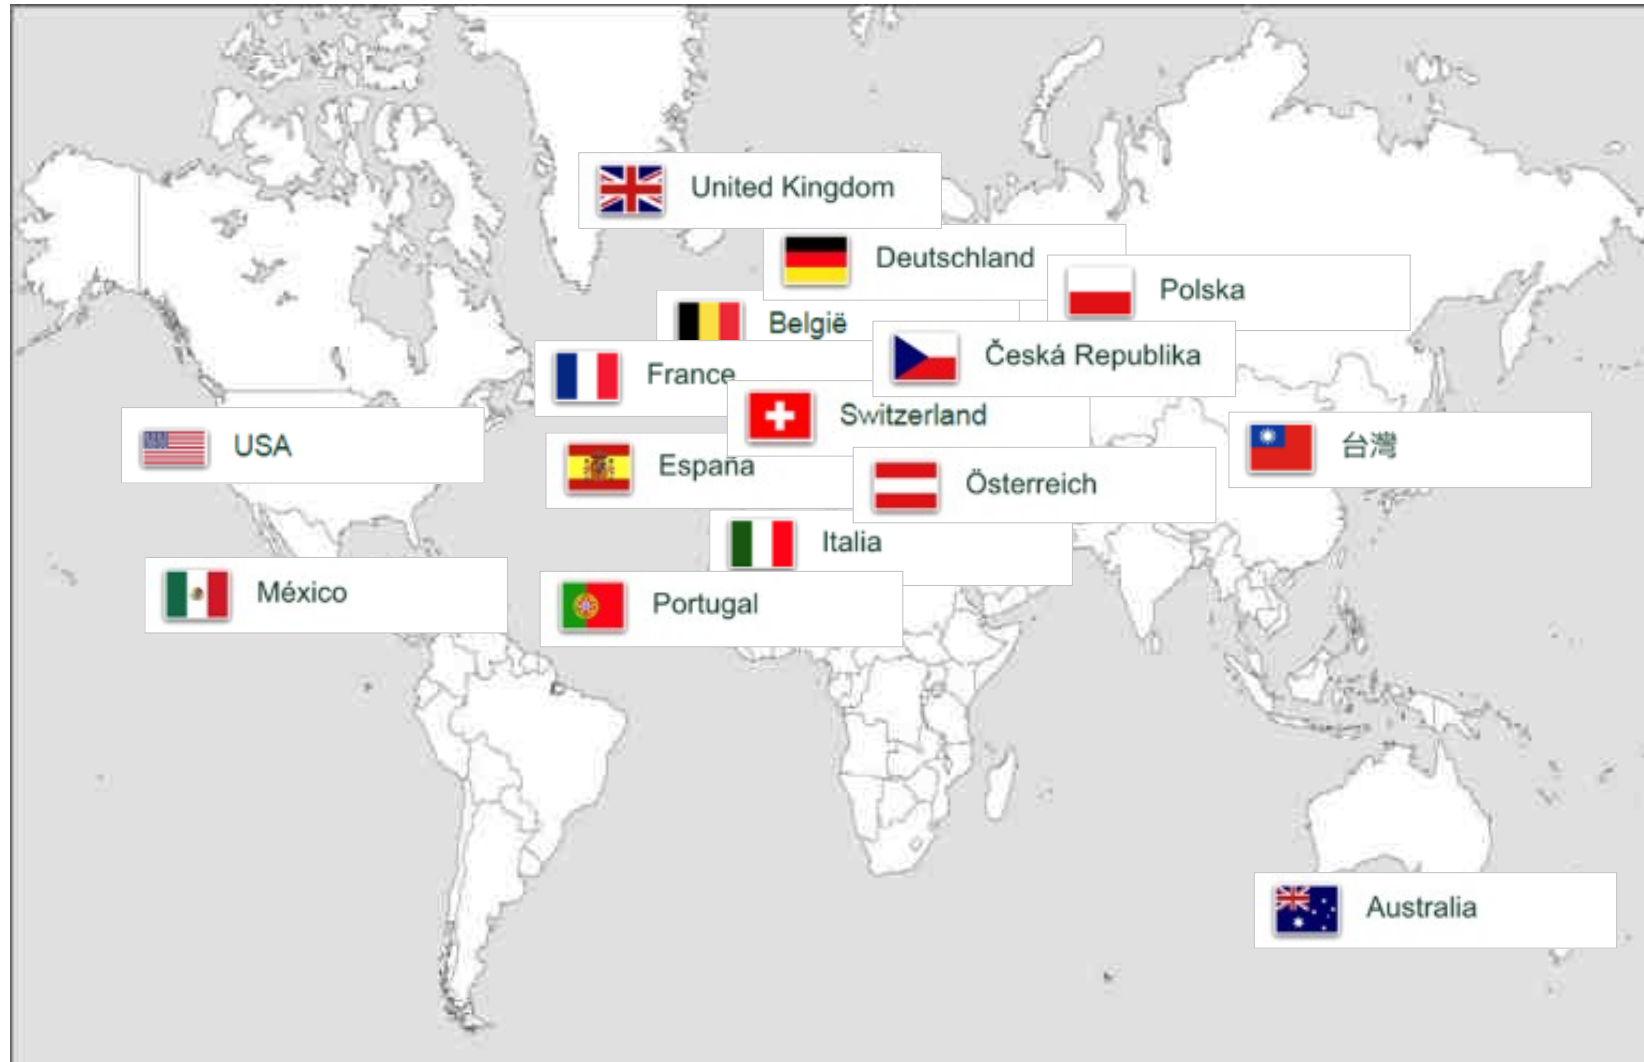 United Kingdom
Deutschland
Polska
België
Česká Republika
France
Switzerland
USA
台灣
España
Österreich
Italia
México
Portugal
Australia